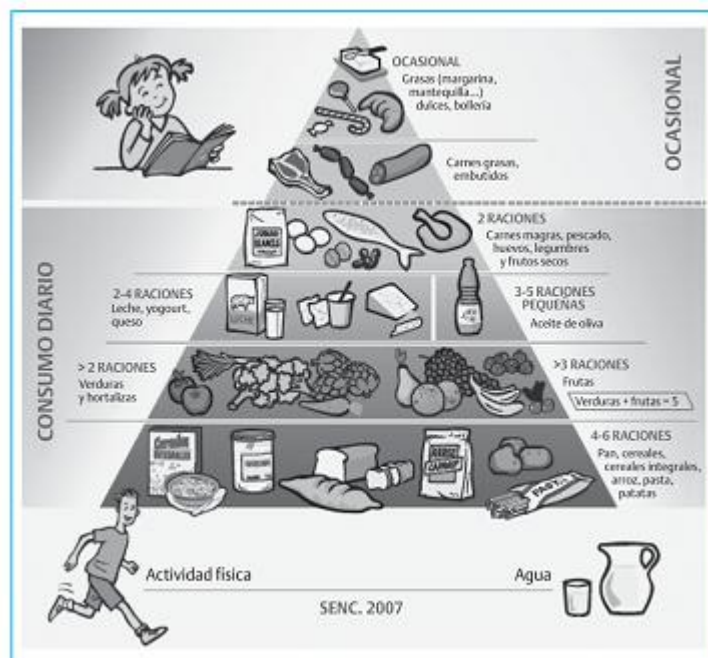 OCASIONAL
Grasas (margarina,
mantequilla...)
dulces, bollería
OCASIONAL
Carnes grasas,
embutidos
2 RACIONES
Carnes magras, pescado,
huevos, legumbres
y frutos secos
CONSUMO DIARIO
2-4 RACIONES
Leche, yogourt,
queso
LECHE
3-5 RACIONES
PEQUEÑAS
Aceite de oliva
> 2 RACIONES
Verduras
y hortalizas
>3 RACIONES
Frutas
Verduras + frutas = 5
Cereales
4-6 RACIONES
Pan, cereales,
cereales integrales,
arroz, pasta,
patatas
Actividad física
Agua
SENC. 2007